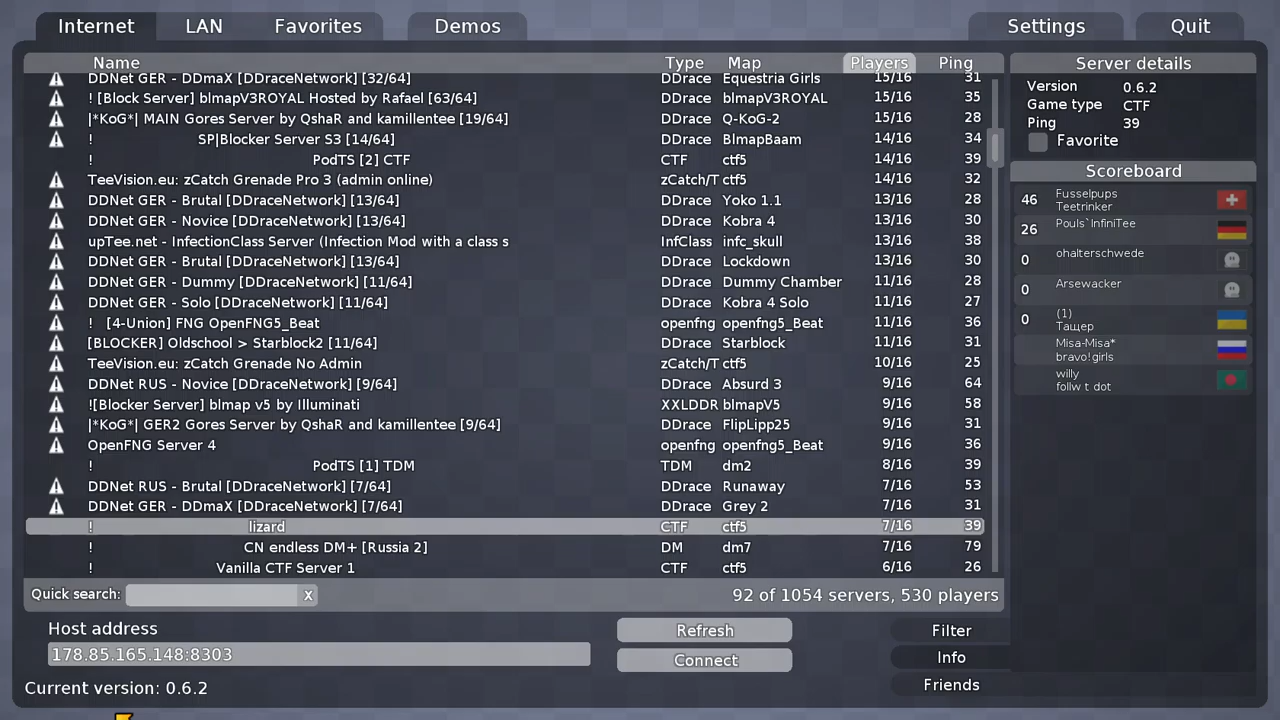 Internet LAN Favorites Demos Settings Quit
Name Type Map Players Ping
DDNet GER - DDmaX [DDraceNetwork] [32/64] DDrace Equestria Girls 15/16 31
! [Block Server] blmapV3ROYAL Hosted by Rafael [63/64] DDrace blmapV3ROYAL 15/16 35
|*KoG*| MAIN Gores Server by QshaR and kamillentee [19/64] DDrace Q-KoG-2 15/16 28
! SP|Blocker Server S3 [14/64] DDrace BlmapBaam 14/16 34
! PodTS [2] CTF CTF ctf5 14/16 39
TeeVision.eu: zCatch Grenade Pro 3 (admin online) zCatch/T ctf5 14/16 32
DDNet GER - Brutal [DDraceNetwork] [13/64] DDrace Yoko 1.1 13/16 28
DDNet GER - Novice [DDraceNetwork] [13/64] DDrace Kobra 4 13/16 30
upTee.net - InfectionClass Server (Infection Mod with a class s InfClass infc_skull 13/16 38
DDNet GER - Brutal [DDraceNetwork] [13/64] DDrace Lockdown 13/16 30
DDNet GER - Dummy [DDraceNetwork] [11/64] DDrace Dummy Chamber 11/16 28
DDNet GER - Solo [DDraceNetwork] [11/64] DDrace Kobra 4 Solo 11/16 27
! [4-Union] FNG OpenFNG5_Beat openfng openfng5_Beat 11/16 36
[BLOCKER] Oldschool > Starblock2 [11/64] DDrace Starblock 11/16 31
TeeVision.eu: zCatch Grenade No Admin zCatch/T ctf5 10/16 25
DDNet RUS - Novice [DDraceNetwork] [9/64] DDrace Absurd 3 9/16 64
![Blocker Server] blmap v5 by Illuminati XXLDDR blmapV5 9/16 58
|*KoG*| GER2 Gores Server by QshaR and kamillentee [9/64] DDrace FlipLipp25 9/16 31
OpenFNG Server 4 openfng openfng5_Beat 9/16 36
! PodTS [1] TDM TDM dm2 8/16 39
DDNet RUS - Brutal [DDraceNetwork] [7/64] DDrace Runaway 7/16 53
DDNet GER - DDmaX [DDraceNetwork] [7/64] DDrace Grey 2 7/16 31
! lizard CTF ctf5 7/16 39
! CN endless DM+ [Russia 2] DM dm7 7/16 79
! Vanilla CTF Server 1 CTF ctf5 6/16 26
Quick search: x 92 of 1054 servers, 530 players
Host address
178.85.165.148:8303
Current version: 0.6.2
Refresh
Connect
Filter
Info
Friends
Server details
Version 0.6.2
Game type CTF
Ping 39
Favorite
Scoreboard
46 Fusselpups
Teetrinker
26 Pouls`InfiniTee
0 ohalterschwede
0 Arsewacker
0 (1)
Тащер
Misa-Misa*
bravo!girls
willy
follw t dot